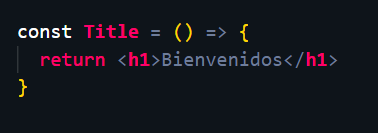 const Title = () => {
  return <h1>Bienvenidos</h1>
}